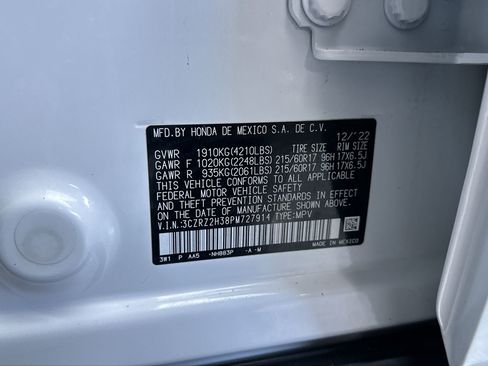 MFD.BY HONDA DE MEXICO S.A. DE C.V.
12/'22
GVWR 1910KG(4210LBS) TIRE SIZE RIM SIZE
GAWR F 1020KG(2248LBS) 215/60R17 96H 17X6.5J
GAWR R 935KG(2061LBS) 215/60R17 96H 17X6.5J
THIS VEHICLE CONFORMS TO ALL APPLICABLE
FEDERAL MOTOR VEHICLE SAFETY AND
THEFT PREVENTION STANDARDS IN EFFECT
ON THE DATE OF MANUFACTURE SHOWN ABOVE.
V.I.N.:3CZRZ2H38PM727914 TYPE:MPV
3W1 P AA5 -NH883P -A-M MADE IN MEXICO